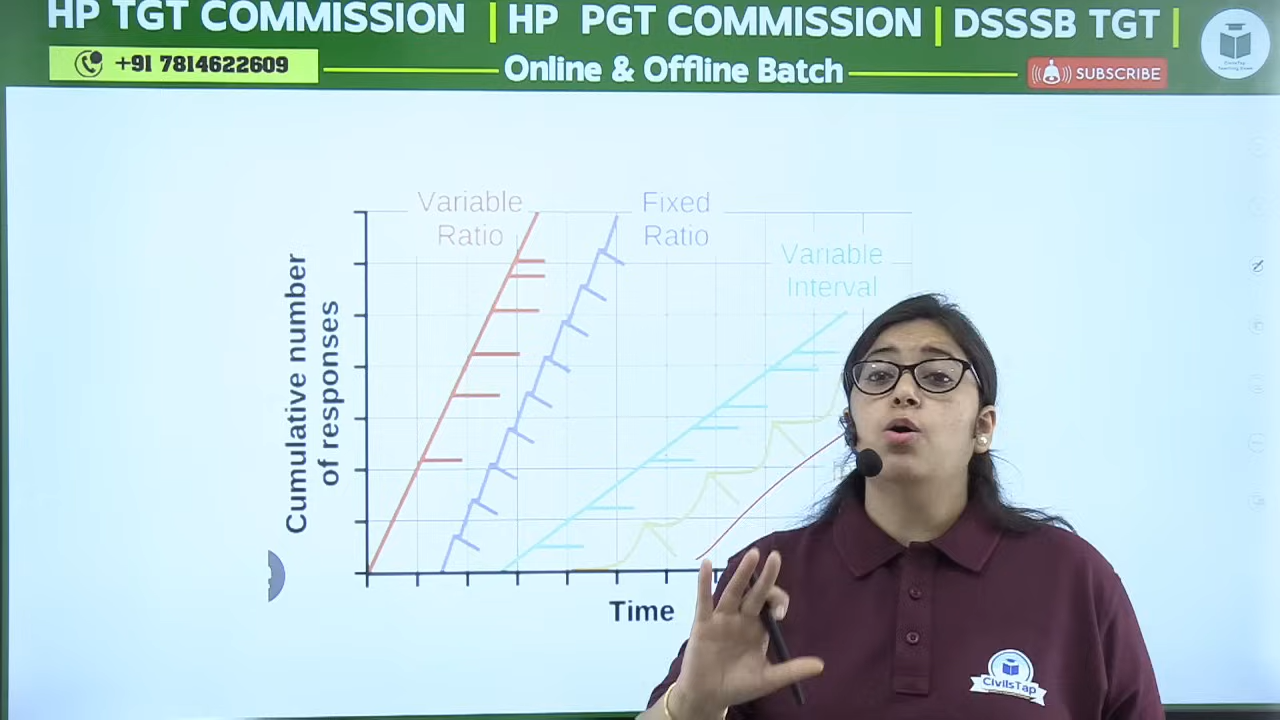 HP TGT COMMISSION | HP PGT COMMISSION | DSSSB TGT |
+91 7814622609
Online & Offline Batch
SUBSCRIBE
CivilsTap
Variable
Ratio
Fixed
Ratio
Variable
Interval
Cumulative number
of responses
Time
CivilsTap